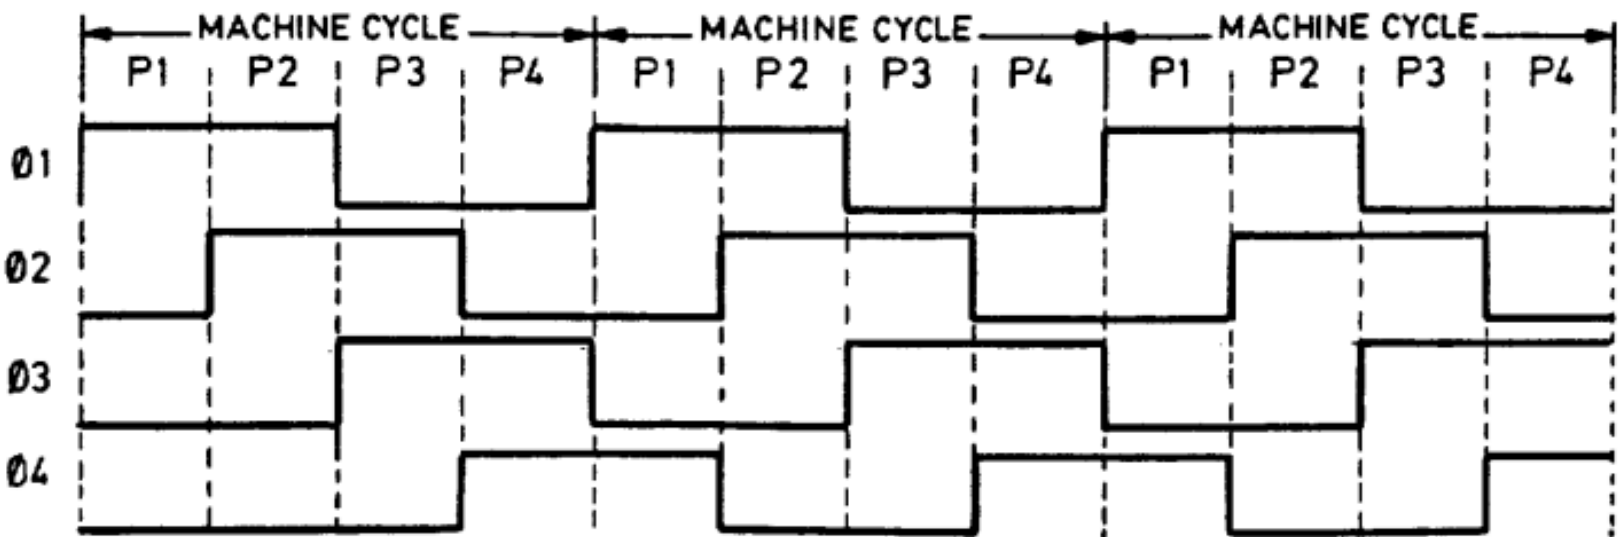 MACHINE CYCLE MACHINE CYCLE MACHINE CYCLE
P1 P2 P3 P4 P1 P2 P3 P4 P1 P2 P3 P4
Ø1
Ø2
Ø3
Ø4